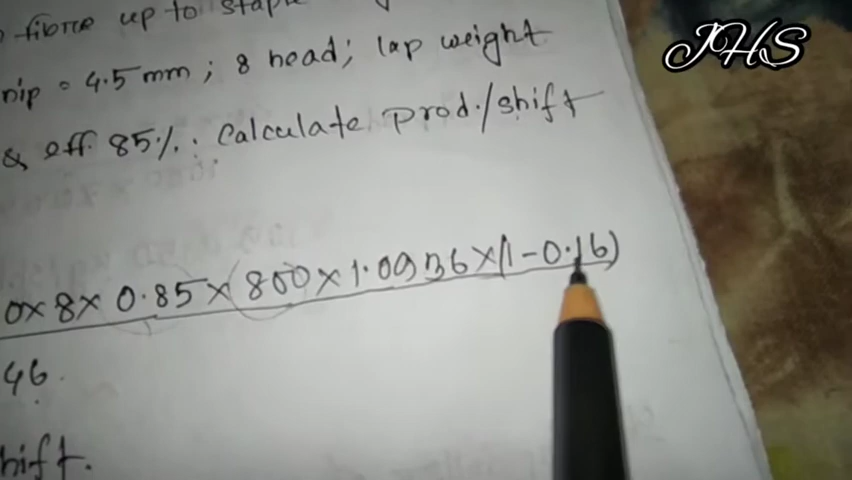 fibre up to staple
JHS
nip = 4.5 mm ; 8 head ; lap weight
& eff. 85%. Calculate prod./shift
0 x 8 x 0.85 x 800 x 1.0936 x (1 - 0.16)
46.
hift.